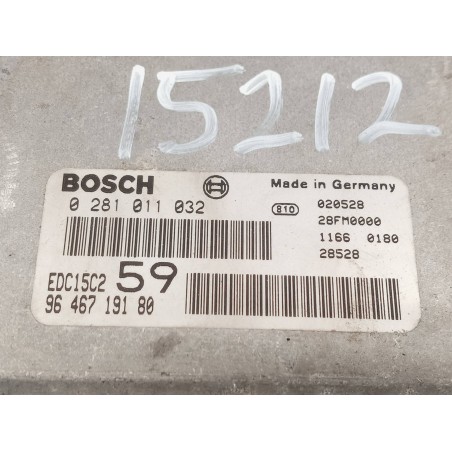 15212
BOSCH
Made in Germany
0 281 011 032
810
020528
28FM0000
1166 0180
28528
EDC15C2 59
96 467 191 80